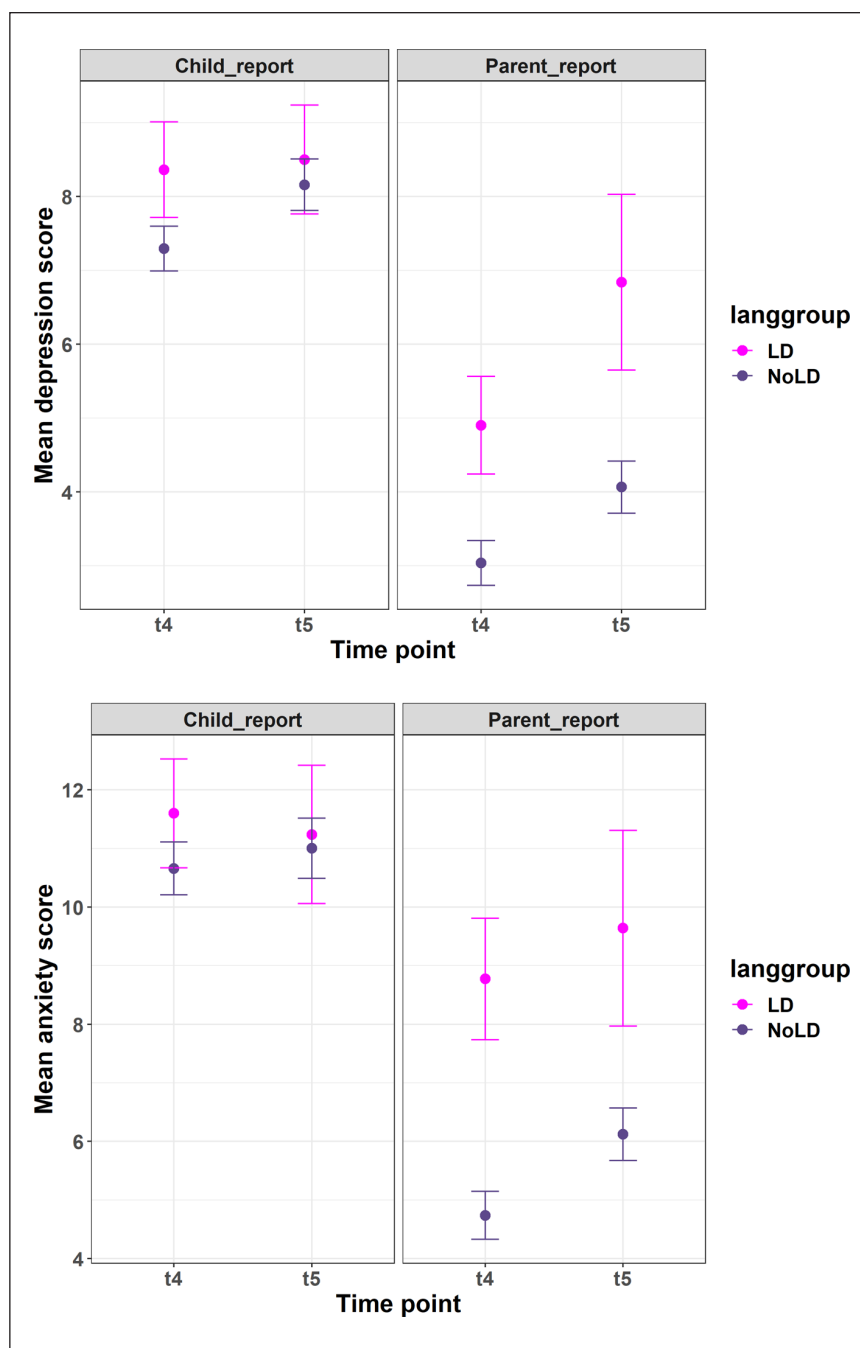 Child_report Parent_report
Mean depression score
8
6
4
langgroup
LD
NoLD
t4 t5 t4 t5
Time point
Child_report Parent_report
Mean anxiety score
12
10
8
6
4
langgroup
LD
NoLD
t4 t5 t4 t5
Time point